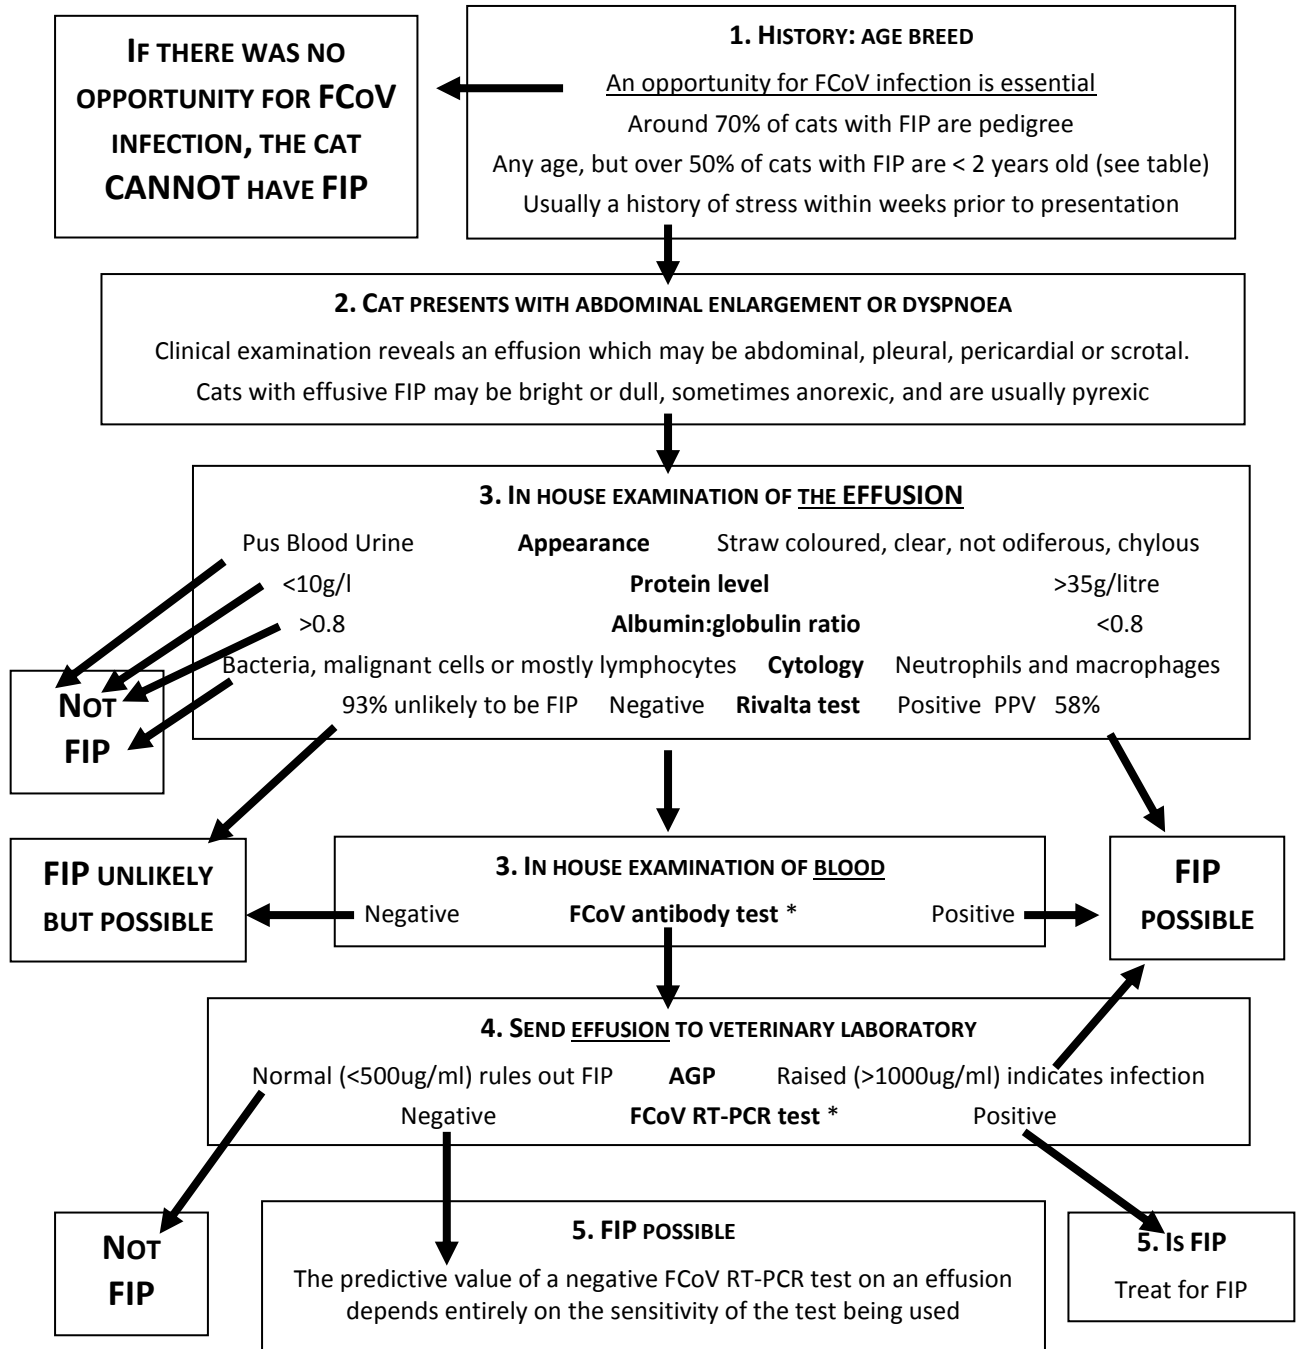 IF THERE WAS NO
OPPORTUNITY FOR FCOV
INFECTION, THE CAT
CANNOT HAVE FIP
1. HISTORY: AGE BREED
An opportunity for FCoV infection is essential
Around 70% of cats with FIP are pedigree
Any age, but over 50% of cats with FIP are < 2 years old (see table)
Usually a history of stress within weeks prior to presentation
2. CAT PRESENTS WITH ABDOMINAL ENLARGEMENT OR DYSPNOEA
Clinical examination reveals an effusion which may be abdominal, pleural, pericardial or scrotal.
Cats with effusive FIP may be bright or dull, sometimes anorexic, and are usually pyrexic
3. IN HOUSE EXAMINATION OF THE EFFUSION
Pus Blood Urine Appearance Straw coloured, clear, not odiferous, chylous
<10g/l Protein level >35g/litre
>0.8 Albumin:globulin ratio <0.8
Bacteria, malignant cells or mostly lymphocytes Cytology Neutrophils and macrophages
93% unlikely to be FIP Negative Rivalta test Positive PPV 58%
NOT
FIP
FIP UNLIKELY
BUT POSSIBLE
3. IN HOUSE EXAMINATION OF BLOOD
Negative FCoV antibody test * Positive
FIP
POSSIBLE
4. SEND EFFUSION TO VETERINARY LABORATORY
Normal (<500ug/ml) rules out FIP AGP Raised (>1000ug/ml) indicates infection
Negative FCoV RT-PCR test * Positive
NOT
FIP
5. FIP POSSIBLE
The predictive value of a negative FCoV RT-PCR test on an effusion
depends entirely on the sensitivity of the test being used
5. IS FIP
Treat for FIP